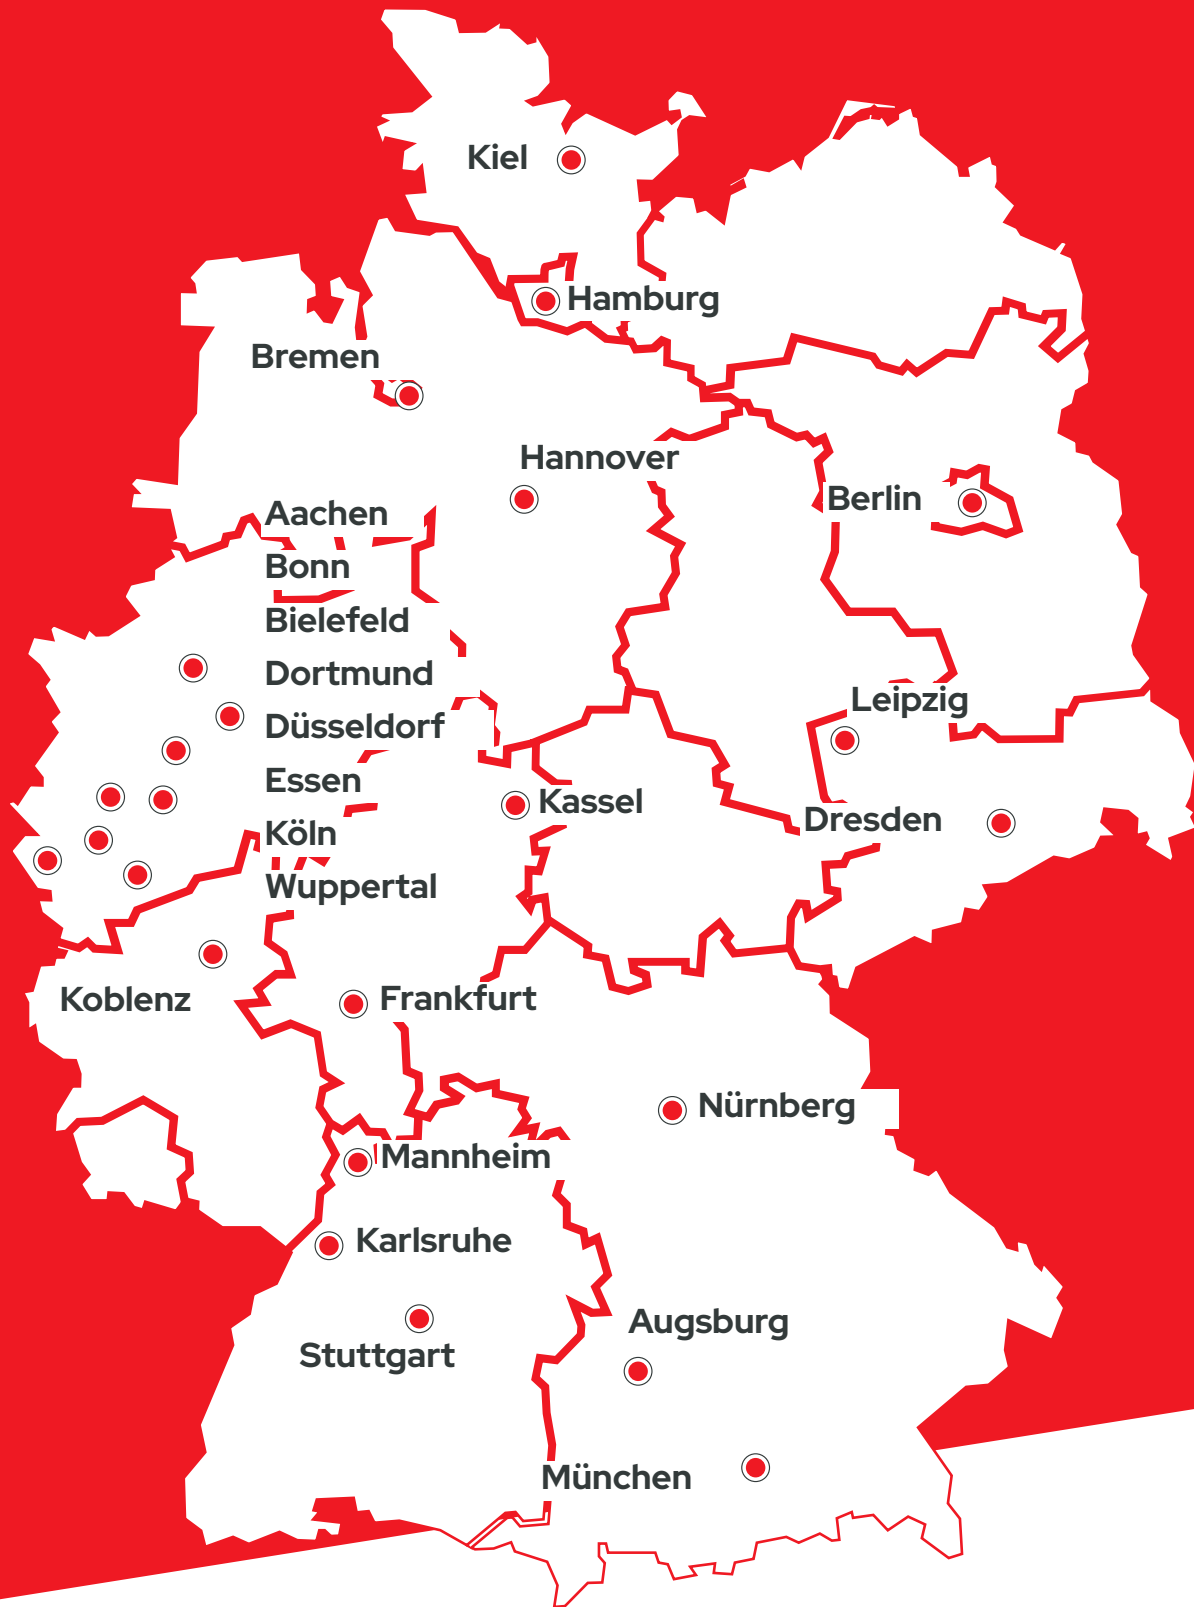 Kiel
Hamburg
Bremen
Hannover
Berlin
Aachen
Bonn
Bielefeld
Dortmund
Düsseldorf
Essen
Köln
Wuppertal
Leipzig
Kassel
Dresden
Koblenz
Frankfurt
Nürnberg
Mannheim
Karlsruhe
Augsburg
Stuttgart
München